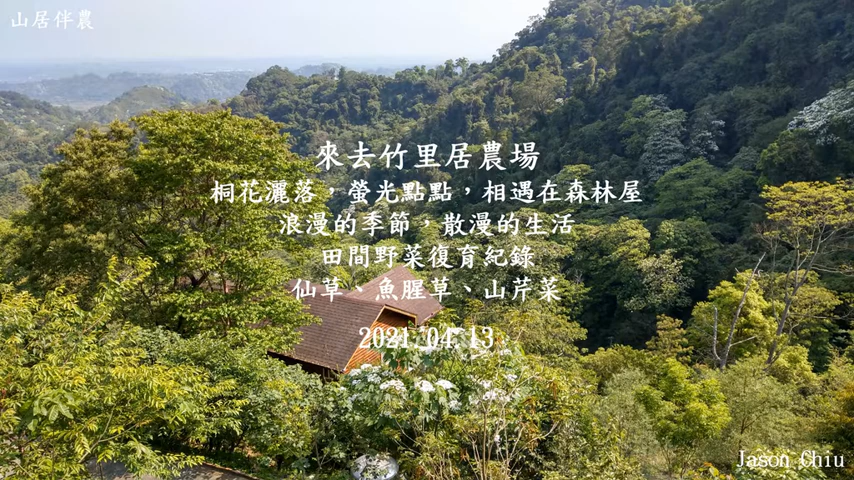 山居伴農
來去竹里居農場
桐花灑落，螢光點點，相遇在森林屋
浪漫的季節，散漫的生活
田間野菜復育紀錄
仙草、魚腥草、山芹菜
2021.04.13
Jason Chiu